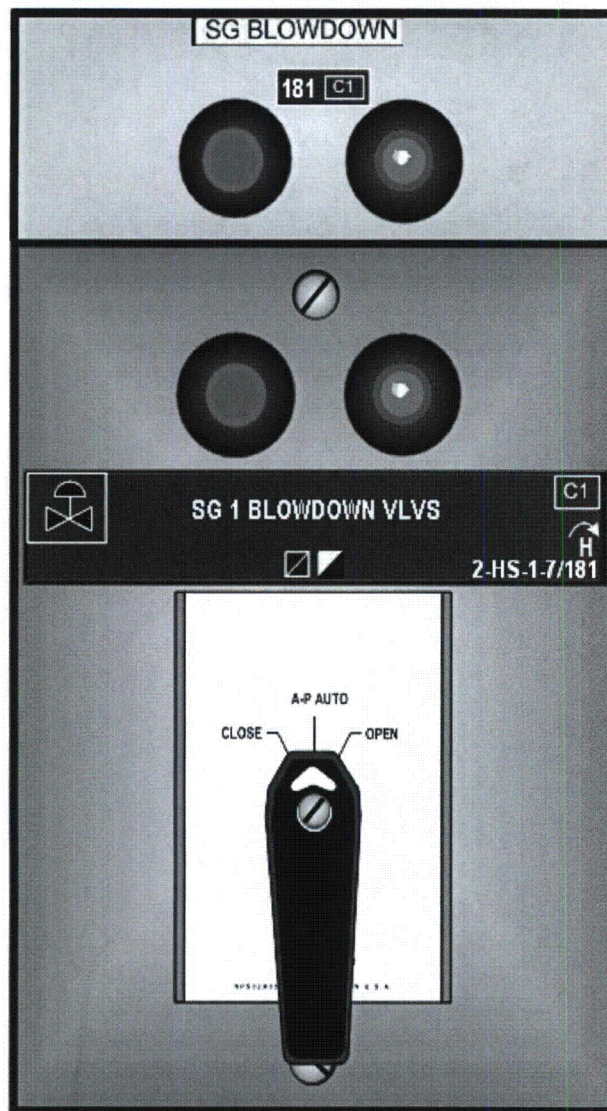 SG BLOWDOWN
181 C1
SG 1 BLOWDOWN VLVS
C1
H
2-HS-1-7/181
A-P AUTO
CLOSE
OPEN
U.S.A.